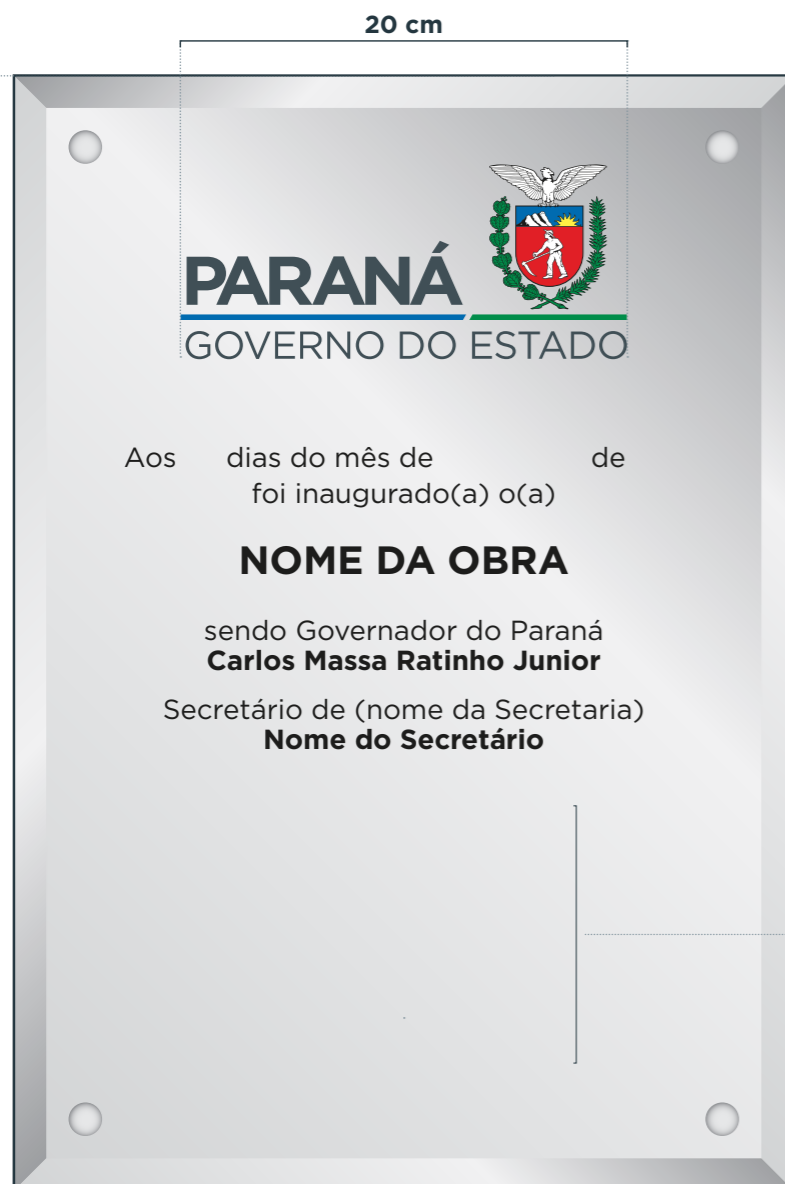 20 cm
PARANÁ
GOVERNO DO ESTADO
Aos dias do mês de de
foi inaugurado(a) o(a)
NOME DA OBRA
sendo Governador do Paraná
Carlos Massa Ratinho Junior
Secretário de (nome da Secretaria)
Nome do Secretário